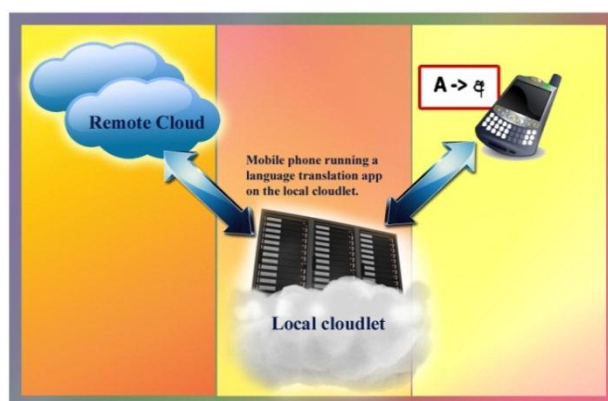 Remote Cloud
A -> අ
Mobile phone running a
language translation app
on the local cloudlet.
Local cloudlet